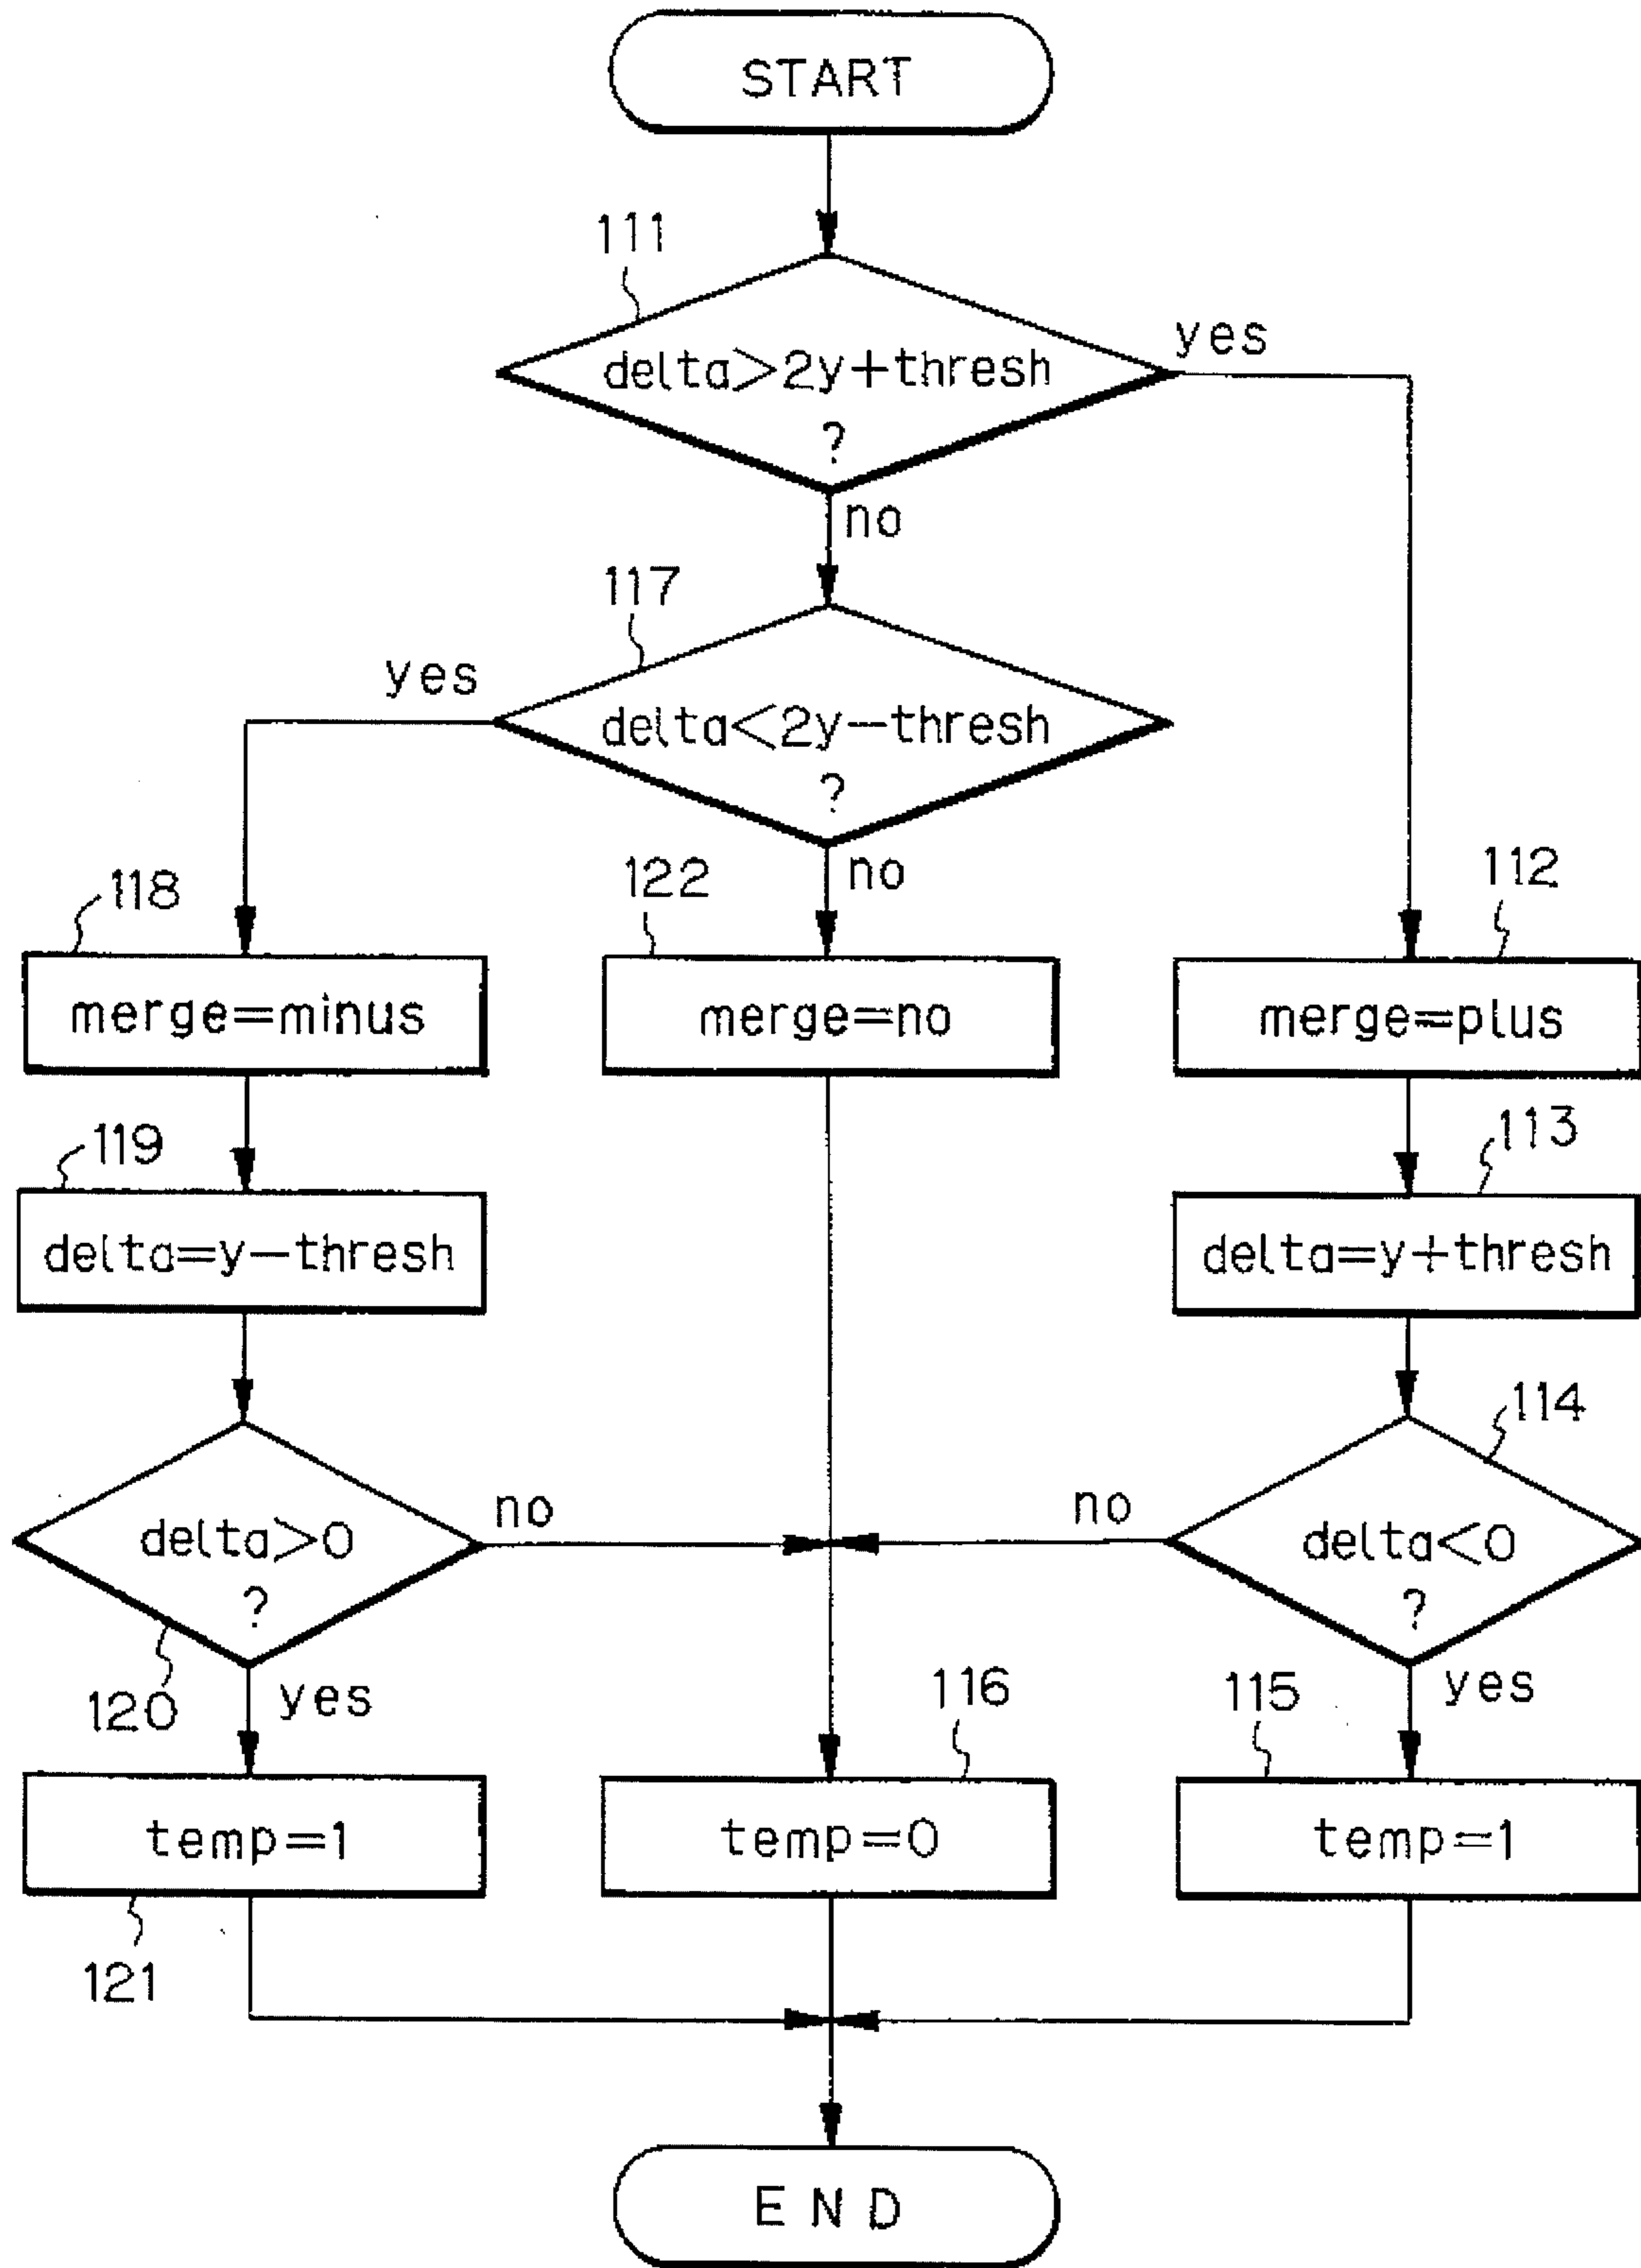 START
111
delta>2y+thresh
?
yes
no
117
yes
delta<2y−thresh
?
no
118
122
112
merge=minus
merge=no
merge=plus
119
113
delta=y−thresh
delta=y+thresh
114
delta>0
?
no
no
delta<0
?
120
yes
116
115
yes
temp=1
temp=0
temp=1
121
END